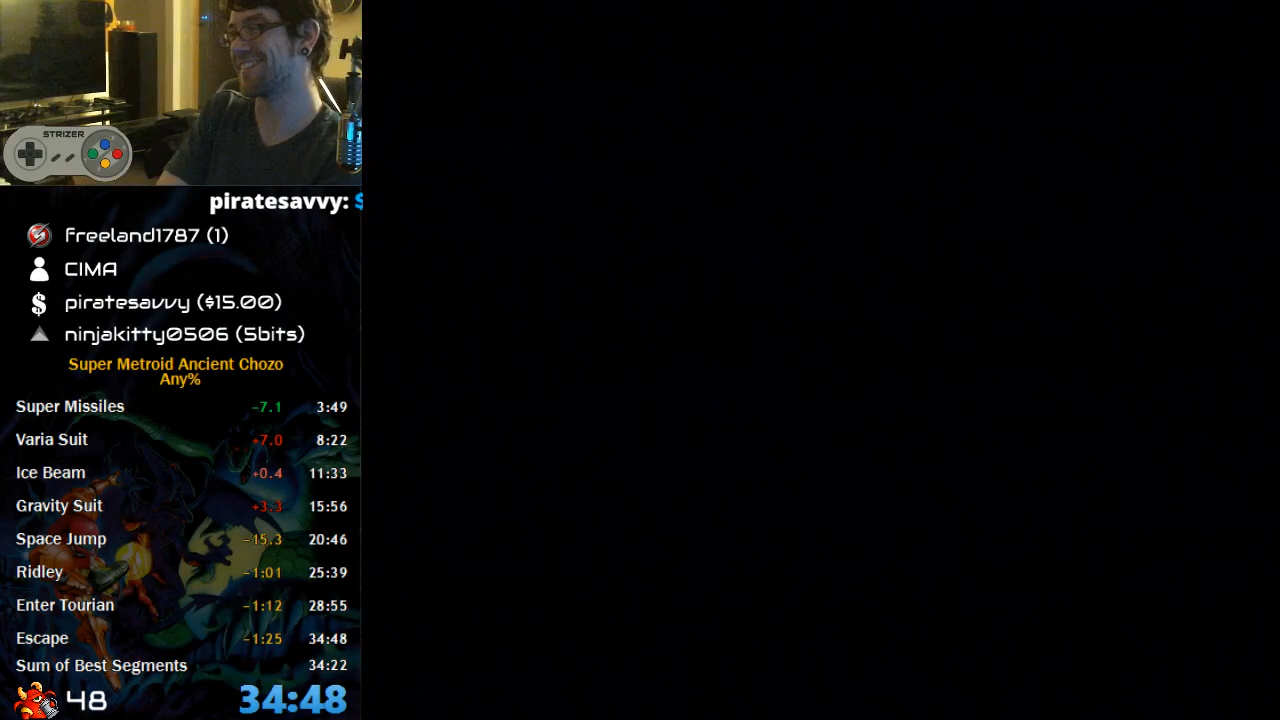 STRIZER
piratesavvy: $
freeland1787 (1)
CIMA
piratesavvy ($15.00)
ninjakitty0506 (5bits)
Super Metroid Ancient Chozo
Any%
Super Missiles -7.1 3:49
Varia Suit +7.0 8:22
Ice Beam +0.4 11:33
Gravity Suit +3.3 15:56
Space Jump -15.3 20:46
Ridley -1:01 25:39
Enter Tourian -1:12 28:55
Escape -1:25 34:48
Sum of Best Segments 34:22
48 34:48